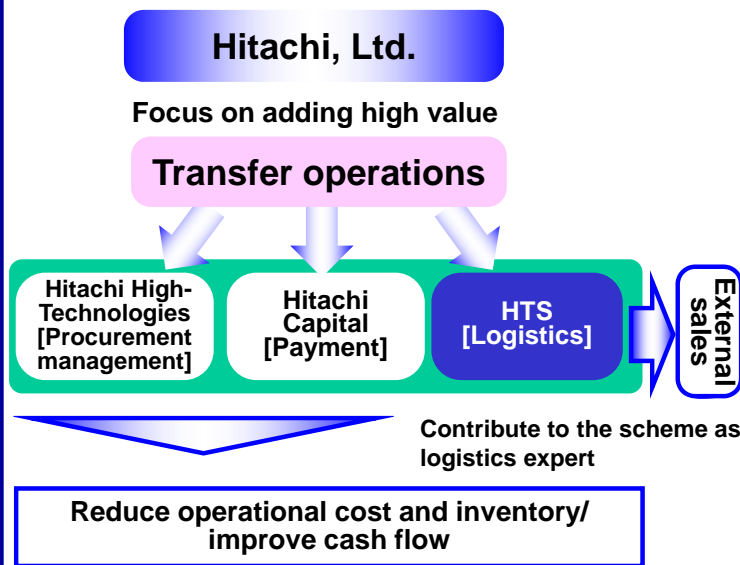 Hitachi, Ltd.
Focus on adding high value
Transfer operations
Hitachi High-
Technologies
[Procurement
management]
Hitachi
Capital
[Payment]
HTS
[Logistics]
External
sales
Contribute to the scheme as
logistics expert
Reduce operational cost and inventory/
improve cash flow